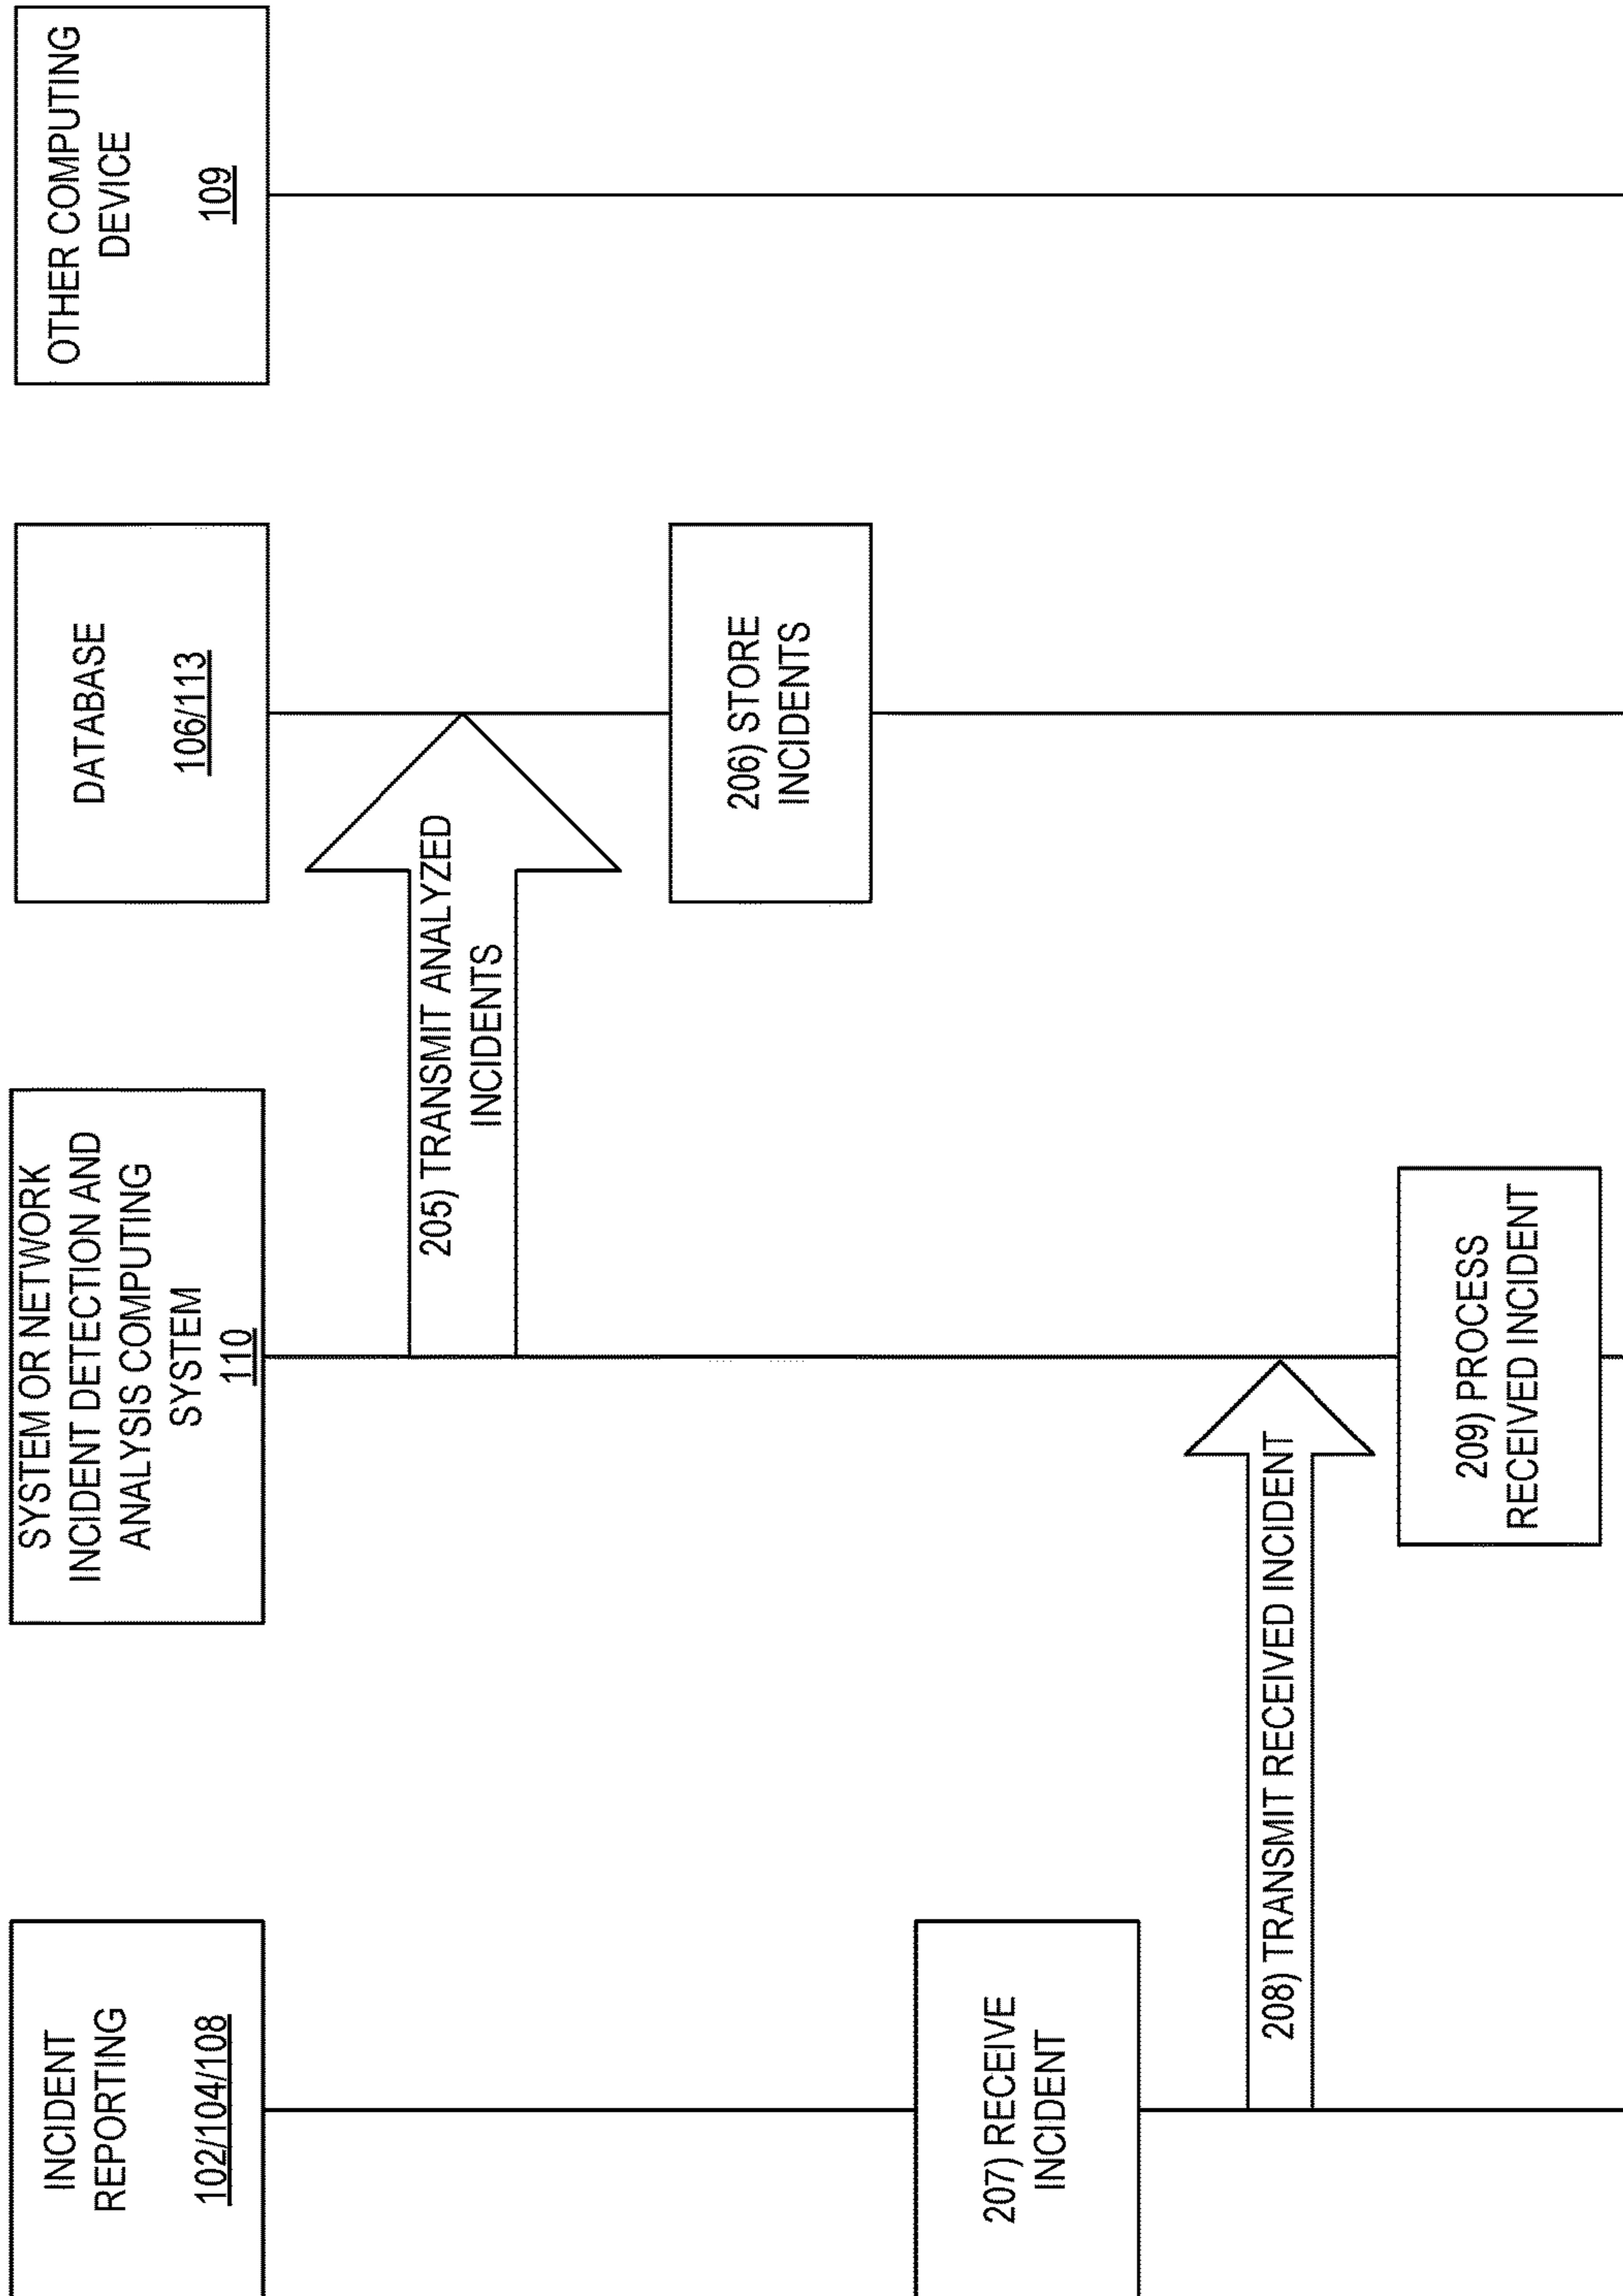 INCIDENT
REPORTING
102/104/108
SYSTEM OR NETWORK
INCIDENT DETECTION AND
ANALYSIS COMPUTING
SYSTEM
110
DATABASE
106/113
OTHER COMPUTING
DEVICE
109
205) TRANSMIT ANALYZED
INCIDENTS
206) STORE
INCIDENTS
207) RECEIVE
INCIDENT
208) TRANSMIT RECEIVED INCIDENT
209) PROCESS
RECEIVED INCIDENT